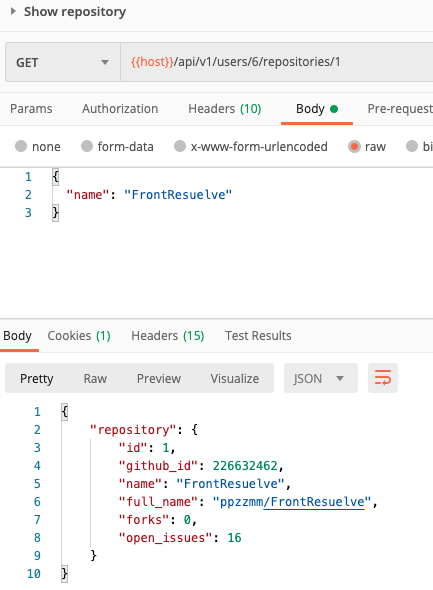 Show repository
GET {{host}}/api/v1/users/6/repositories/1
Params Authorization Headers (10) Body Pre-request
none form-data x-www-form-urlencoded raw bi
1 {
2 "name": "FrontResuelve"
3 }
Body Cookies (1) Headers (15) Test Results
Pretty Raw Preview Visualize JSON
1 {
2 "repository": {
3 "id": 1,
4 "github_id": 226632462,
5 "name": "FrontResuelve",
6 "full_name": "ppzzmm/FrontResuelve",
7 "forks": 0,
8 "open_issues": 16
9 }
10 }